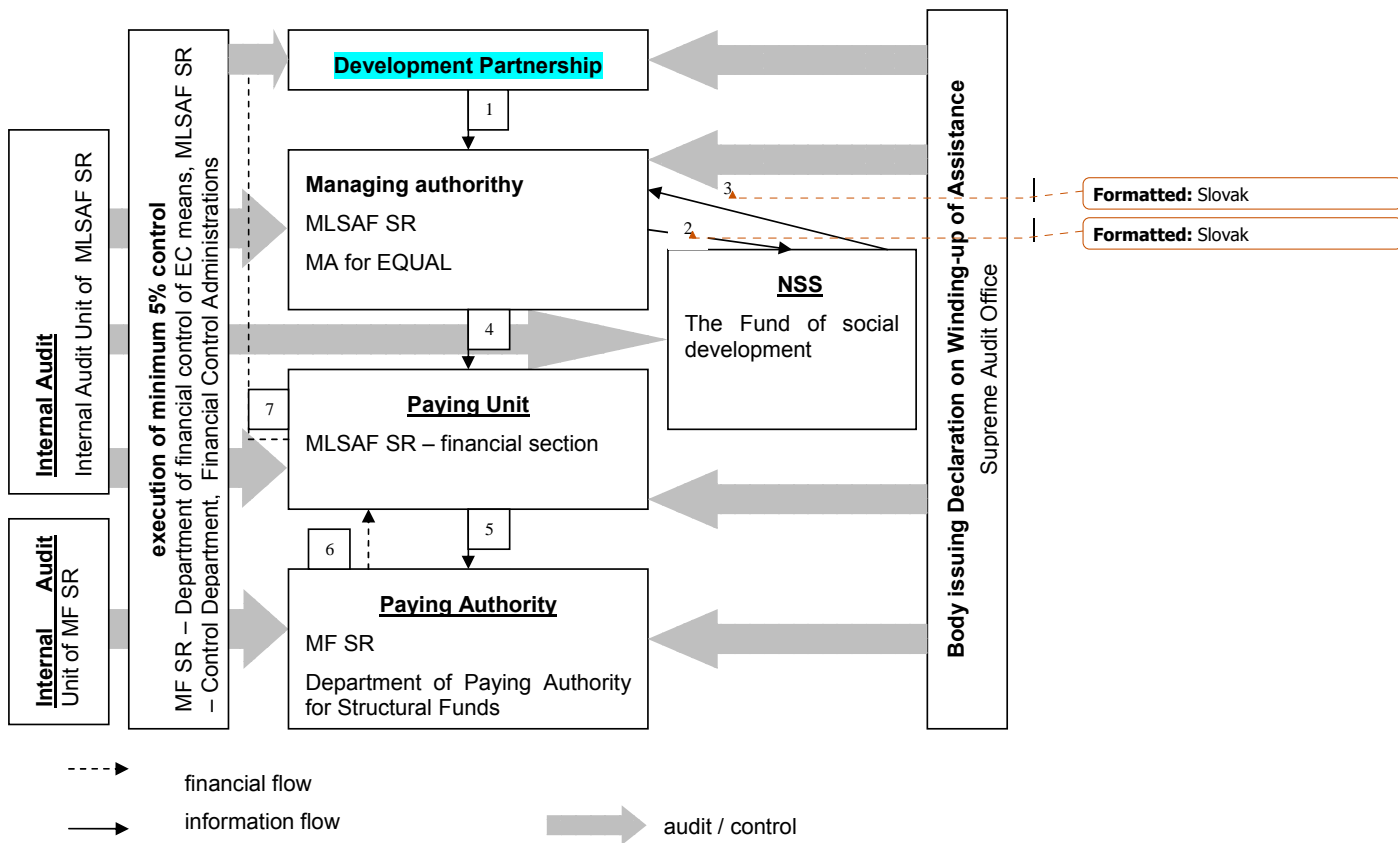 Internal Audit
Internal Audit Unit of MLSAF SR
Internal Audit
Unit of MF SR
execution of minimum 5% control
MF SR – Department of financial control of EC means, MLSAF SR
– Control Department, Financial Control Administrations
Development Partnership
1
Managing authorithy
MLSAF SR
MA for EQUAL
3
2
NSS
The Fund of social
development
4
7
Paying Unit
MLSAF SR – financial section
6
5
Paying Authority
MF SR
Department of Paying Authority
for Structural Funds
Body issuing Declaration on Winding-up of Assistance
Supreme Audit Office
Formatted: Slovak
Formatted: Slovak
financial flow
information flow
audit / control